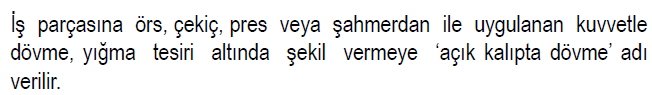 İş parçasına örs, çekiç, pres veya şahmerdan ile uygulanan kuvvetle
dövme, yığma tesiri altında şekil vermeye ‘açık kalıpta dövme’ adı
verilir.